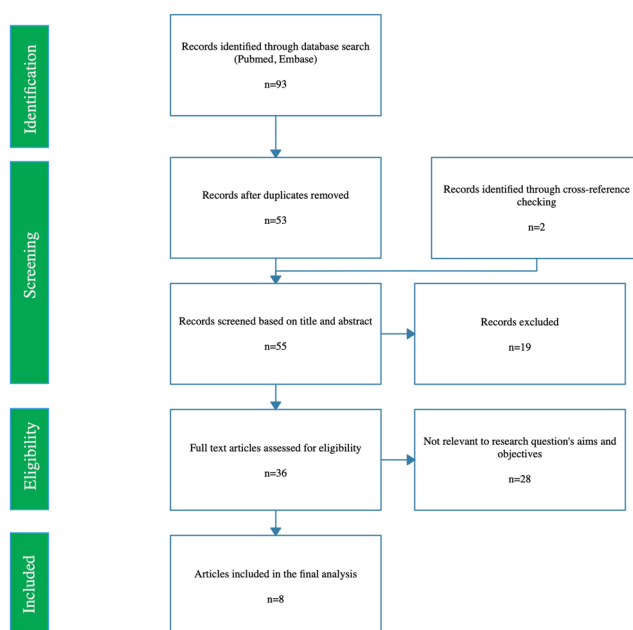 Identification
Records identified through database search
(Pubmed, Embase)
n=93
Screening
Records after duplicates removed
n=53
Records identified through cross-reference
checking
n=2
Records screened based on title and abstract
n=55
Records excluded
n=19
Eligibility
Full text articles assessed for eligibility
n=36
Not relevant to research question's aims and
objectives
n=28
Included
Articles included in the final analysis
n=8